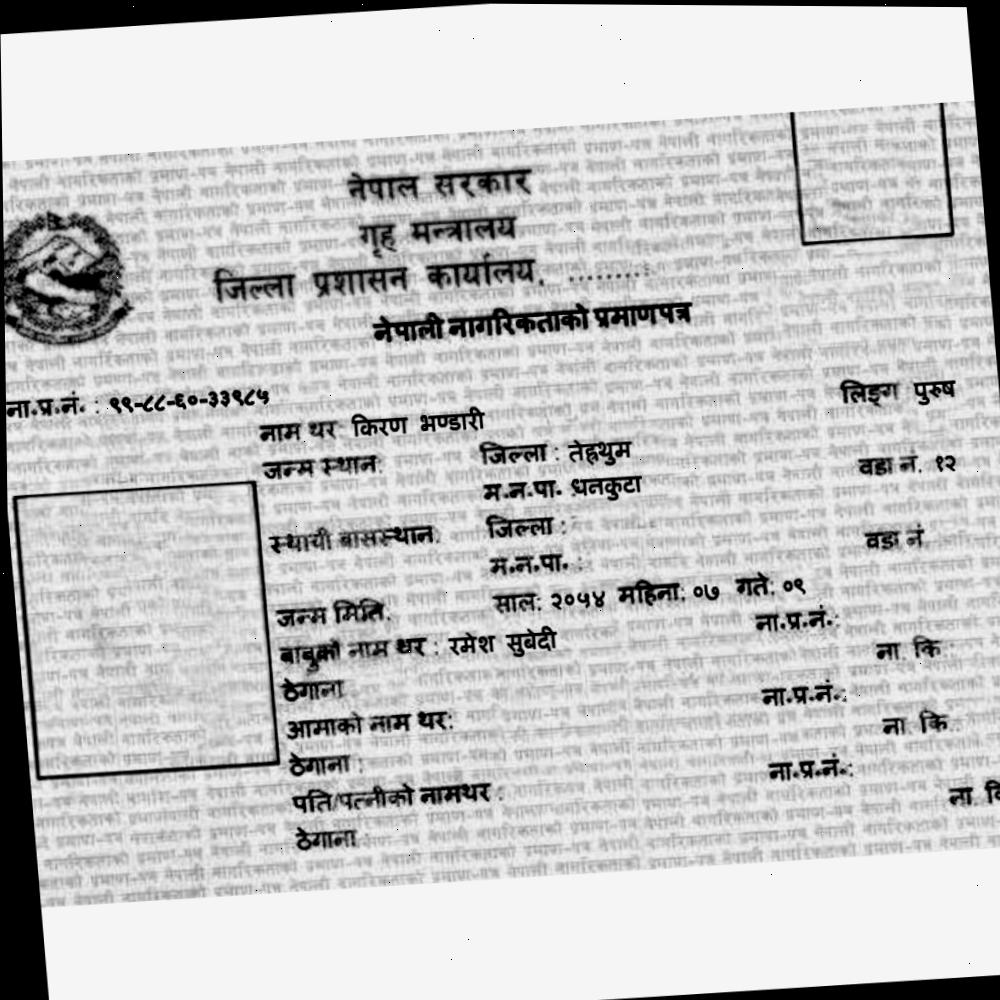 नेपाल सरकार
गृह मन्त्रालय
जिल्ला प्रशासन कार्यालय, .........
नेपाली नागरिकताको प्रमाणपत्र
ना.प्र.नं. : ९९-८८-६०-३३९८५
लिङ्ग पुरुष
नाम थर किरण भण्डारी
जन्म स्थान: जिल्ला : तेह्रथुम
म.न.पा. धनकुटा वडा नं. १२
स्थायी बासस्थान: जिल्ला :
म.न.पा. : वडा नं.
जन्म मिति. साल: २०५४ महिना: ०७ गते: ०९
बाबुको नाम थर : रमेश सुबेदी ना.प्र.नं.:
ठेगाना ना. कि.:
आमाको नाम थर: ना.प्र.नं.:
ठेगाना : ना. कि.:
पति/पत्नीको नामथर : ना.प्र.नं.:
ठेगाना : ना. कि